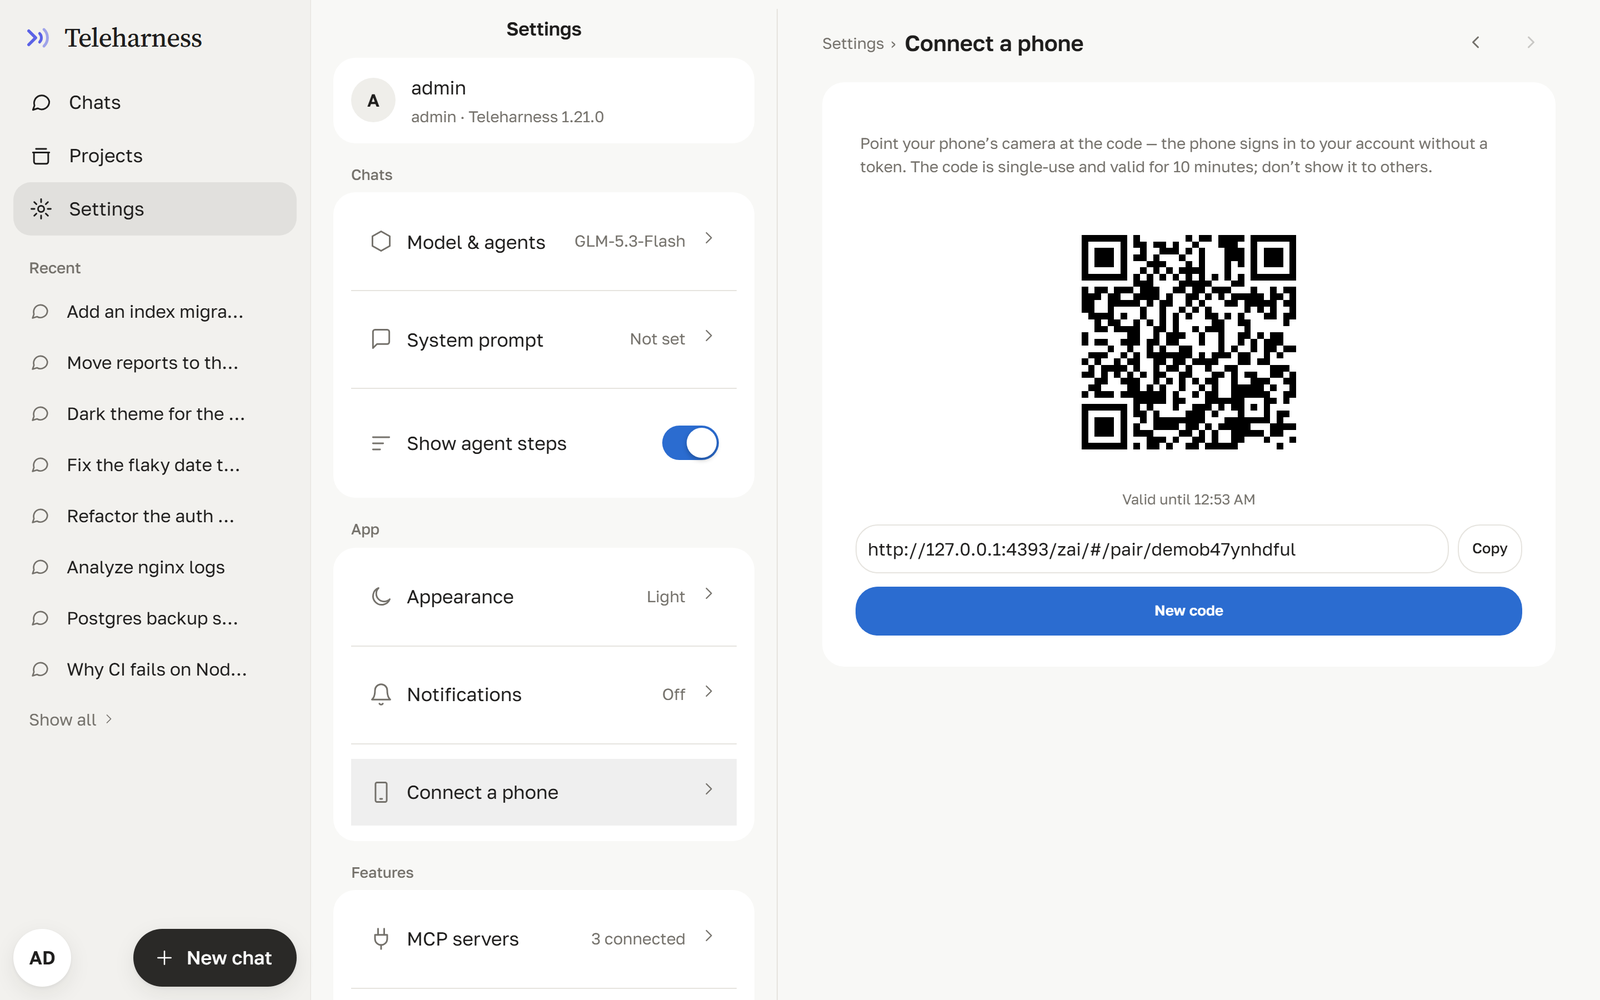 Teleharness
Chats
Projects
Settings
Recent
Add an index migra...
Move reports to th...
Dark theme for the ...
Fix the flaky date t...
Refactor the auth ...
Analyze nginx logs
Postgres backup s...
Why CI fails on Nod...
Show all
AD
New chat
Settings
A
admin
admin · Teleharness 1.21.0
Chats
Model & agents GLM-5.3-Flash
System prompt Not set
Show agent steps
App
Appearance Light
Notifications Off
Connect a phone
Features
MCP servers 3 connected
Settings › Connect a phone
Point your phone’s camera at the code — the phone signs in to your account without a
token. The code is single-use and valid for 10 minutes; don’t show it to others.
Valid until 12:53 AM
http://127.0.0.1:4393/zai/#/pair/demob47ynhdful
Copy
New code